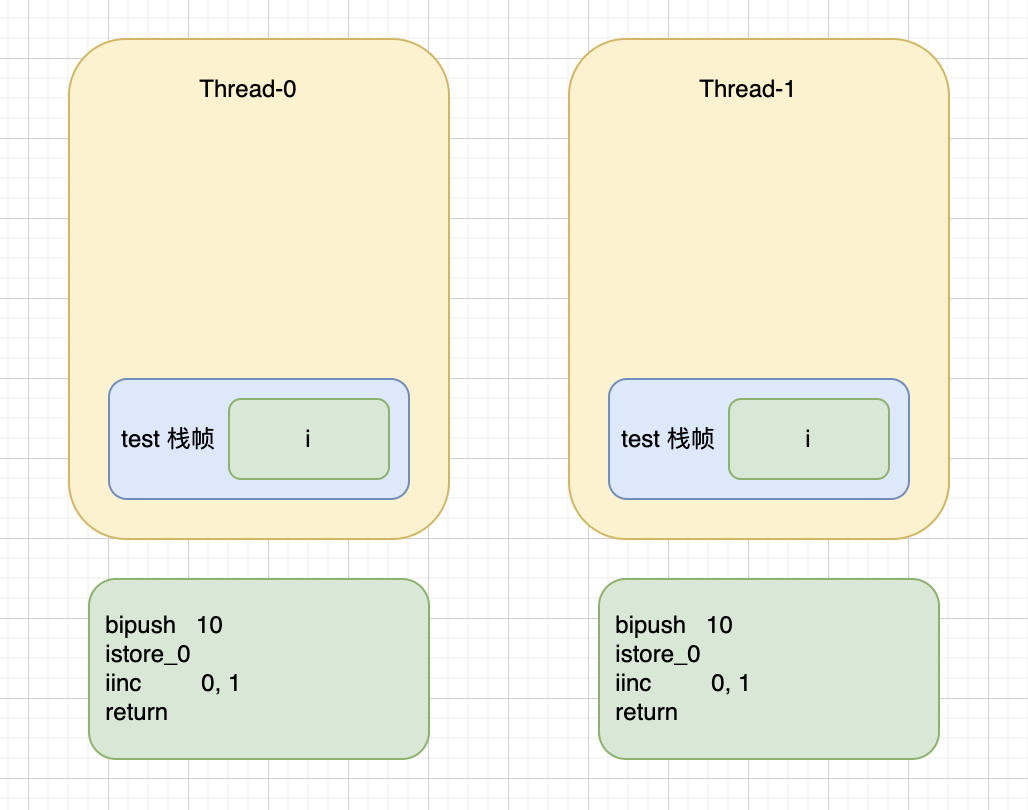 Thread-0
Thread-1
test 栈帧
i
test 栈帧
i
bipush 10
istore_0
iinc 0, 1
return
bipush 10
istore_0
iinc 0, 1
return